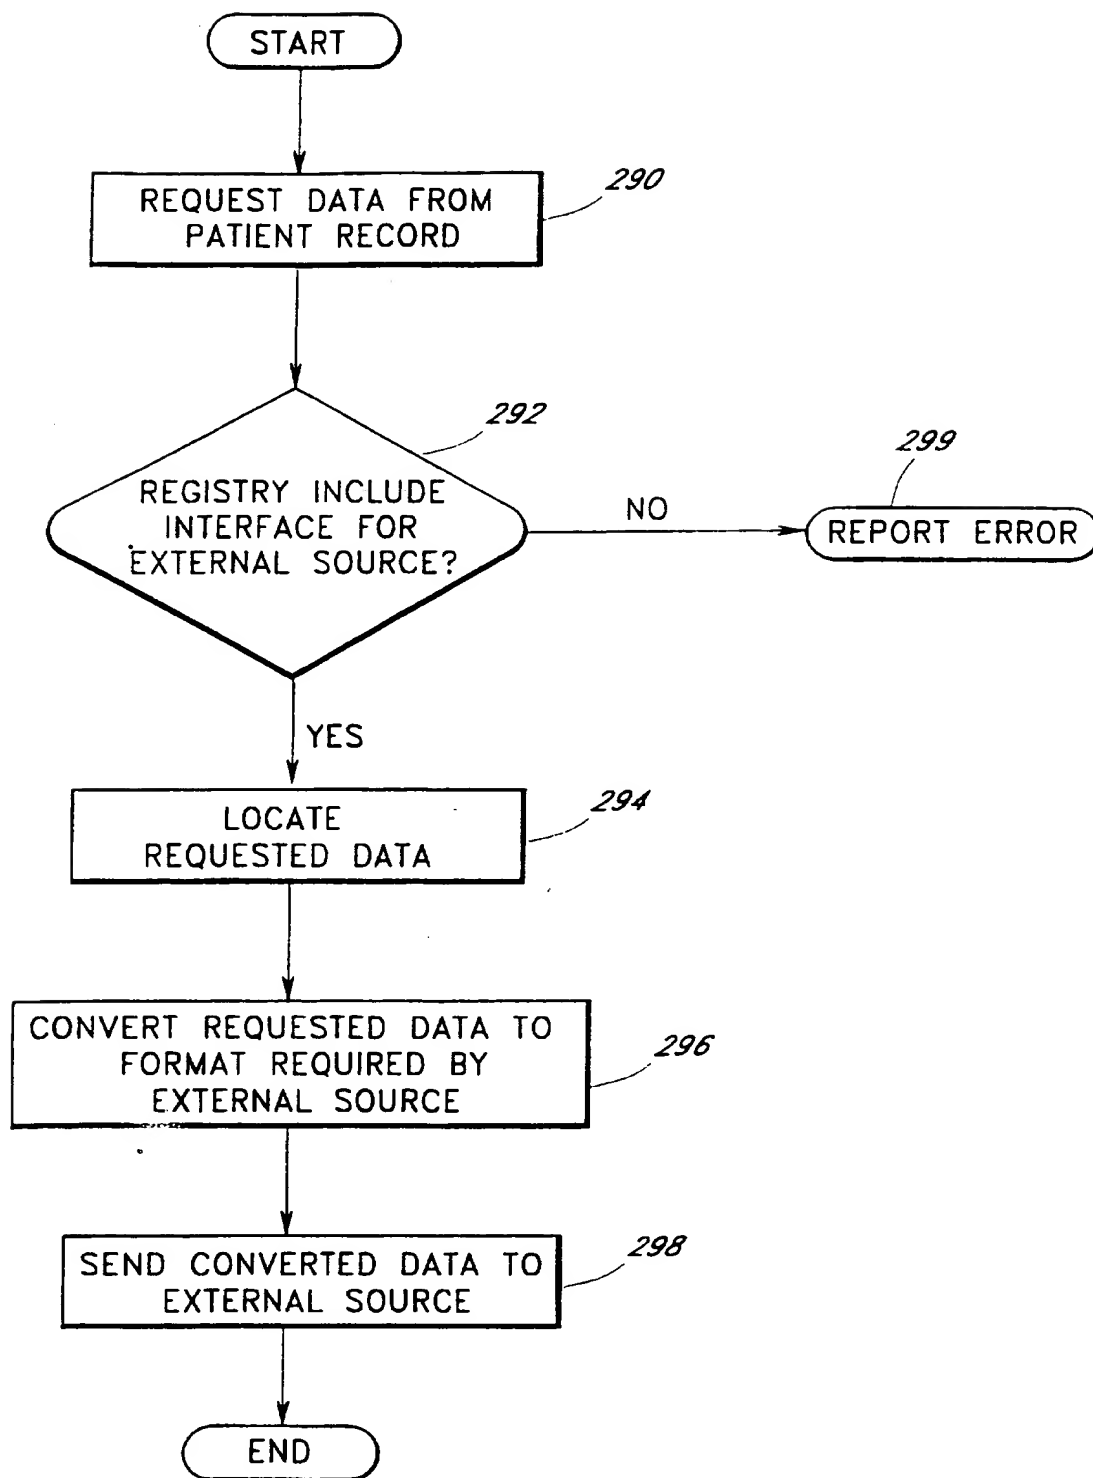 START
REQUEST DATA FROM
PATIENT RECORD
290
REGISTRY INCLUDE
INTERFACE FOR
EXTERNAL SOURCE?
292
NO
299
REPORT ERROR
YES
LOCATE
REQUESTED DATA
294
CONVERT REQUESTED DATA TO
FORMAT REQUIRED BY
EXTERNAL SOURCE
296
SEND CONVERTED DATA TO
EXTERNAL SOURCE
298
END